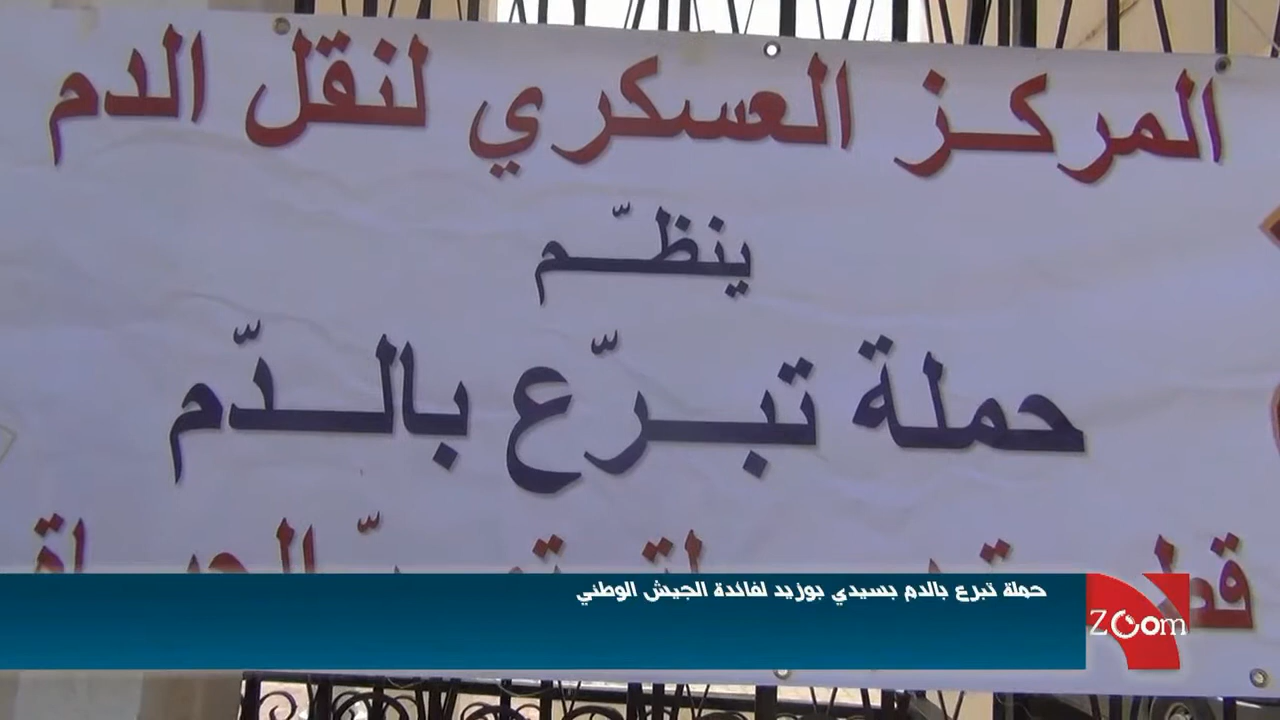 المركز العسكري لنقل الدم
ينظّم
حملة تبرّع بالدّم
حملة تبرع بالدم بسيدي بوزيد لفائدة الجيش الوطني
Zoom